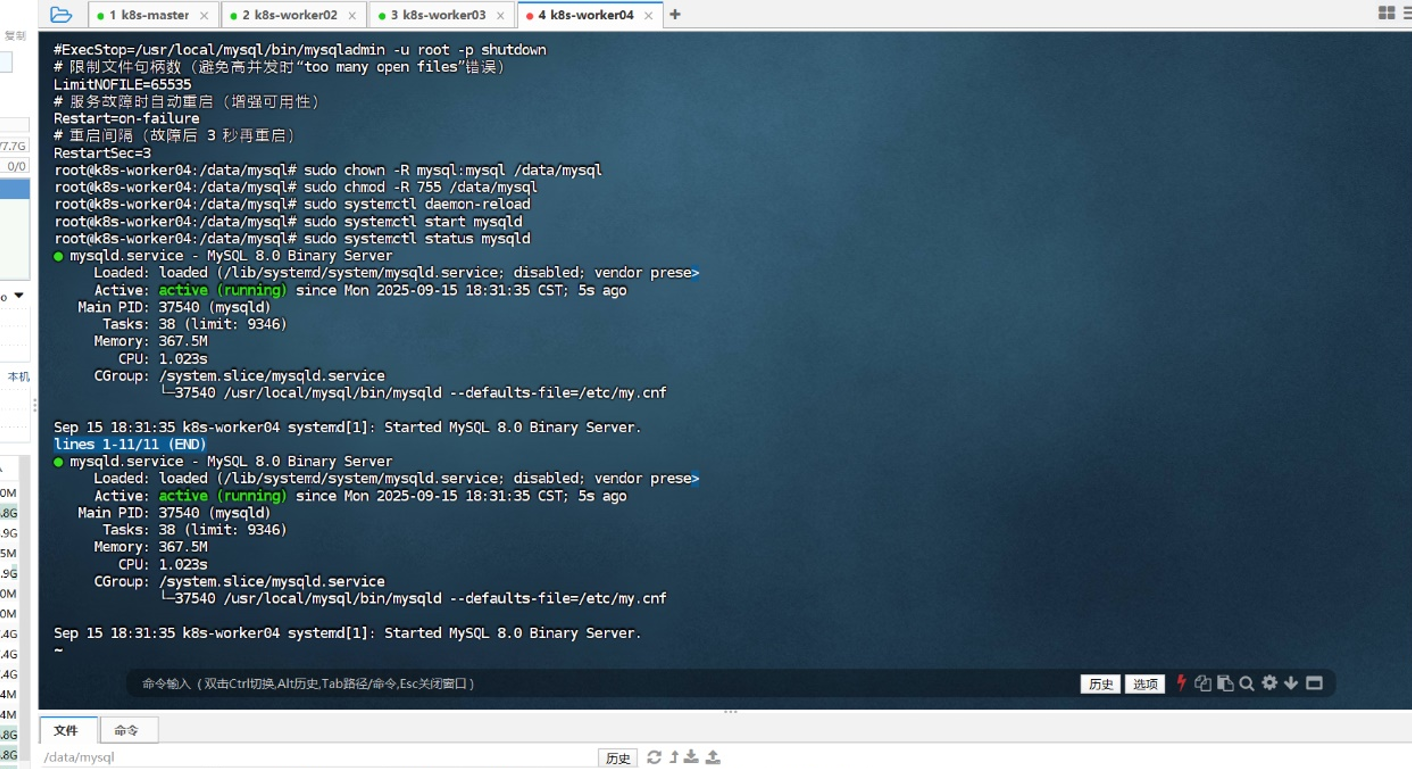 1 k8s-master
2 k8s-worker02
3 k8s-worker03
4 k8s-worker04
复制
#ExecStop=/usr/local/mysql/bin/mysqladmin -u root -p shutdown
# 限制文件句柄数（避免高并发时“too many open files”错误）
LimitNOFILE=65535
# 服务故障时自动重启（增强可用性）
Restart=on-failure
# 重启间隔（故障后 3 秒再重启）
RestartSec=3
root@k8s-worker04:/data/mysql# sudo chown -R mysql:mysql /data/mysql
root@k8s-worker04:/data/mysql# sudo chmod -R 755 /data/mysql
root@k8s-worker04:/data/mysql# sudo systemctl daemon-reload
root@k8s-worker04:/data/mysql# sudo systemctl start mysqld
root@k8s-worker04:/data/mysql# sudo systemctl status mysqld
● mysqld.service - MySQL 8.0 Binary Server
Loaded: loaded (/lib/systemd/system/mysqld.service; disabled; vendor prese>
Active: active (running) since Mon 2025-09-15 18:31:35 CST; 5s ago
Main PID: 37540 (mysqld)
Tasks: 38 (limit: 9346)
Memory: 367.5M
CPU: 1.023s
CGroup: /system.slice/mysqld.service
└─37540 /usr/local/mysql/bin/mysqld --defaults-file=/etc/my.cnf
Sep 15 18:31:35 k8s-worker04 systemd[1]: Started MySQL 8.0 Binary Server.
lines 1-11/11 (END)
● mysqld.service - MySQL 8.0 Binary Server
Loaded: loaded (/lib/systemd/system/mysqld.service; disabled; vendor prese>
Active: active (running) since Mon 2025-09-15 18:31:35 CST; 5s ago
Main PID: 37540 (mysqld)
Tasks: 38 (limit: 9346)
Memory: 367.5M
CPU: 1.023s
CGroup: /system.slice/mysqld.service
└─37540 /usr/local/mysql/bin/mysqld --defaults-file=/etc/my.cnf
Sep 15 18:31:35 k8s-worker04 systemd[1]: Started MySQL 8.0 Binary Server.
~
/7.7G
0/0
本机
命令输入 (双击Ctrl切换,Alt历史,Tab路径/命令,Esc关闭窗口)
历史
选项
文件
命令
/data/mysql
历史